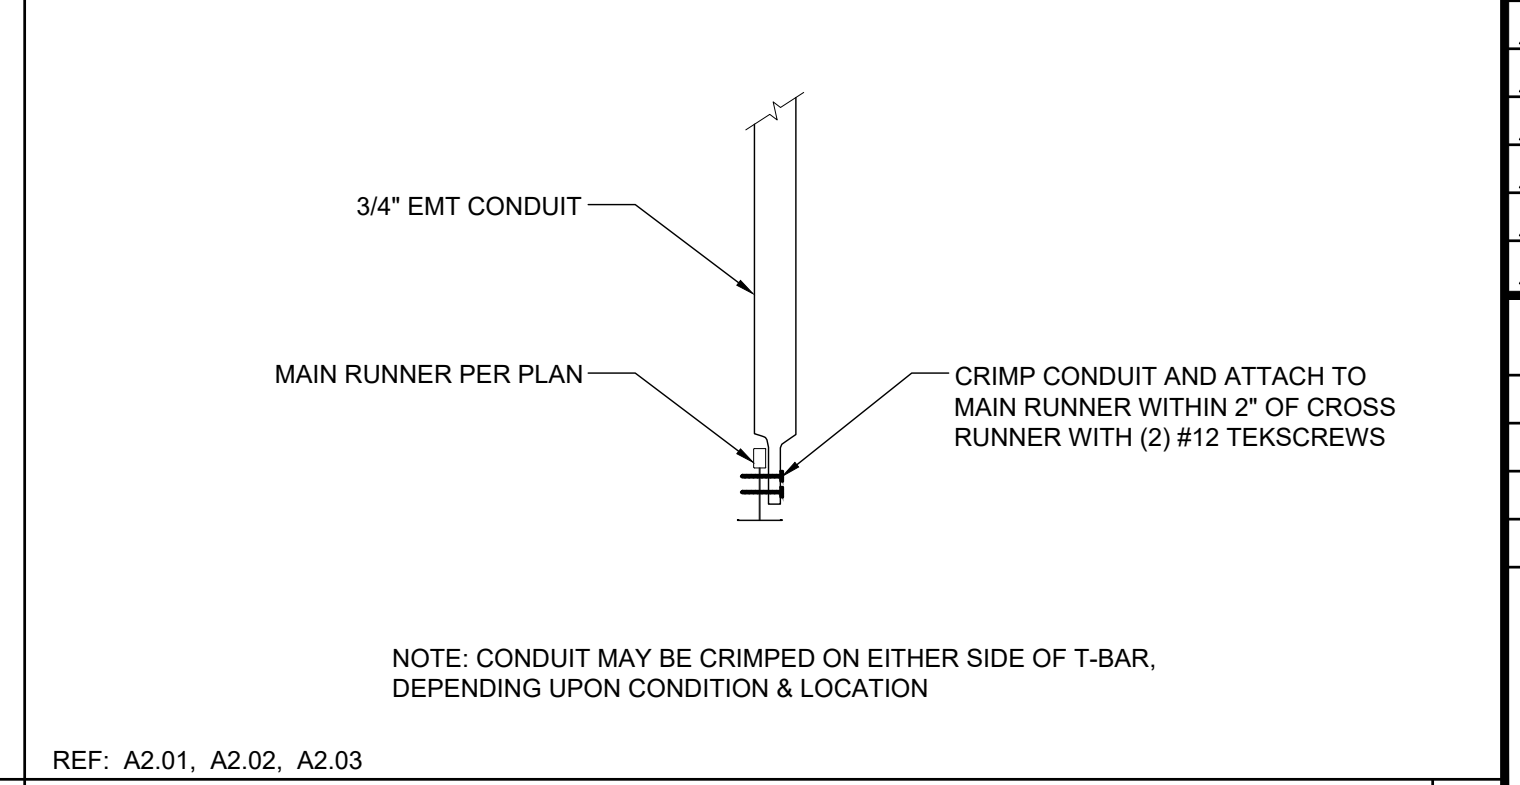 3/4" EMT CONDUIT
MAIN RUNNER PER PLAN
CRIMP CONDUIT AND ATTACH TO
MAIN RUNNER WITHIN 2" OF CROSS
RUNNER WITH (2) #12 TEKSCREWS
NOTE: CONDUIT MAY BE CRIMPED ON EITHER SIDE OF T-BAR,
DEPENDING UPON CONDITION & LOCATION
REF: A2.01, A2.02, A2.03